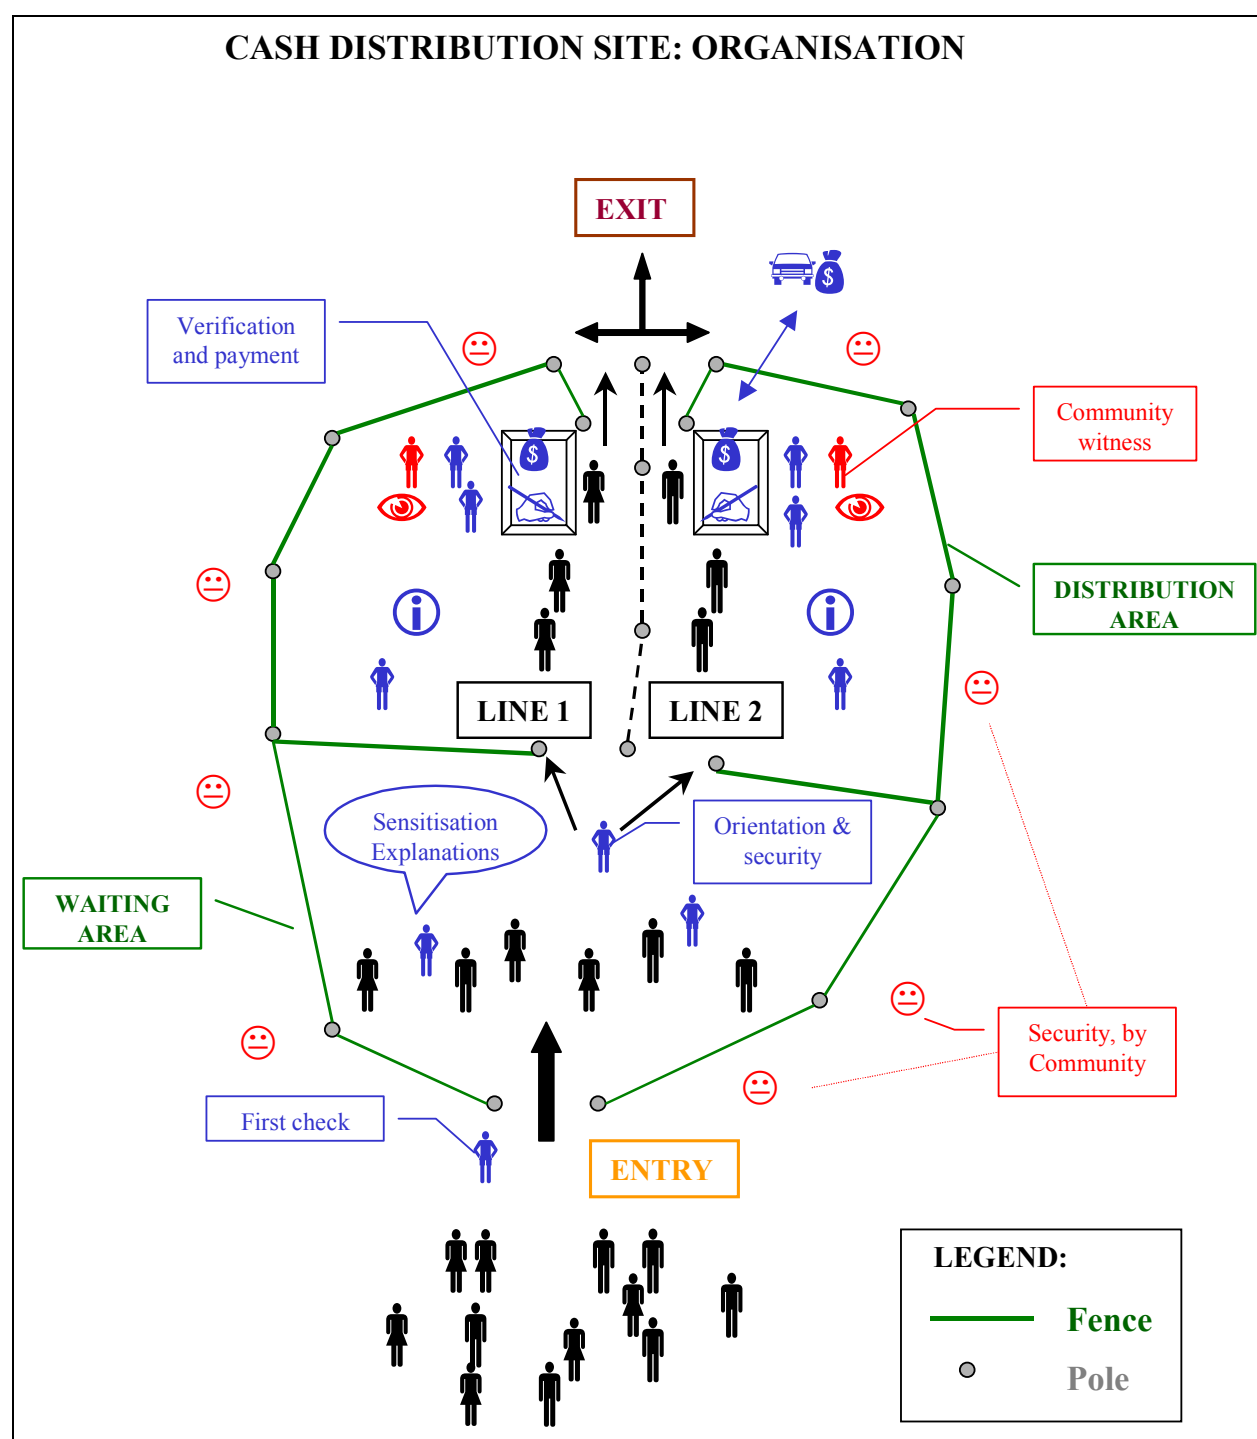 CASH DISTRIBUTION SITE: ORGANISATION
EXIT
$
Verification
and payment
Community
witness
$
$
i
i
DISTRIBUTION
AREA
LINE 1
LINE 2
Sensitisation
Explanations
Orientation &
security
WAITING
AREA
Security, by
Community
First check
ENTRY
LEGEND:
Fence
Pole